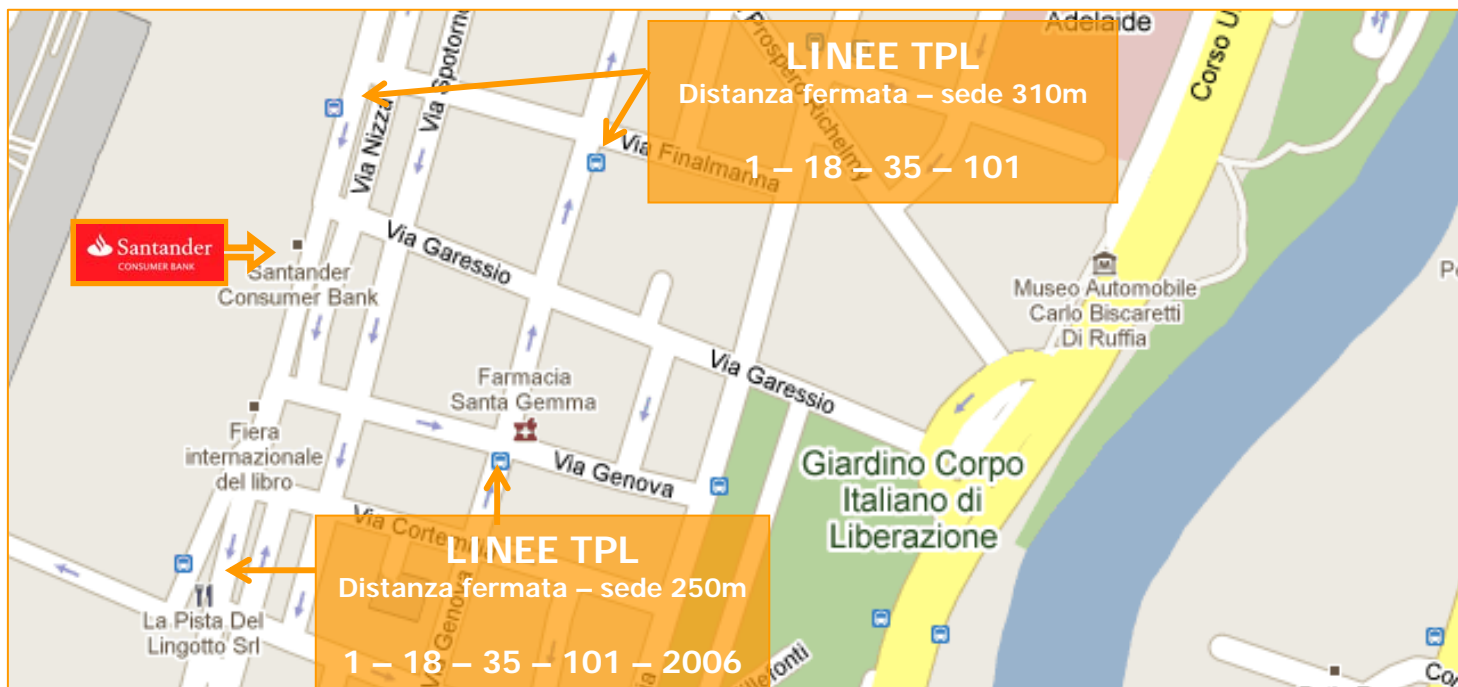 Adelaide
Corso U
Via Spotorno
Prospero Richelmy
LINEE TPL
Distanza fermata – sede 310m
1 – 18 – 35 – 101
Via Nizza
Via Finalmarina
Santander
CONSUMER BANK
Via Garessio
Santander
Consumer Bank
Museo Automobile
Carlo Biscaretti
Di Ruffia
Via Garessio
Farmacia
Santa Gemma
Fiera
internazionale
del libro
Via Genova
Giardino Corpo
Italiano di
Liberazione
Via Cortem
LINEE TPL
Distanza fermata – sede 250m
1 – 18 – 35 – 101 – 2006
Via Genova
La Pista Del
Lingotto Srl